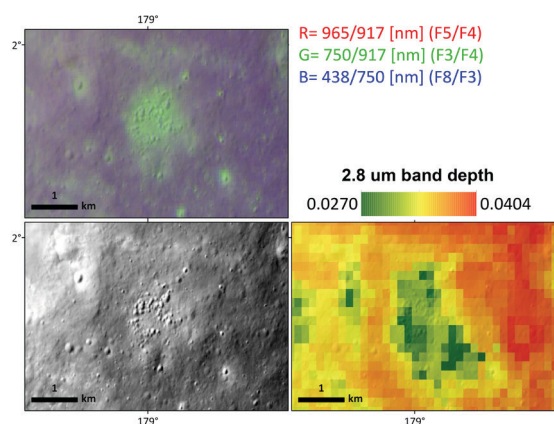 179°
2°
R= 965/917 [nm] (F5/F4)
G= 750/917 [nm] (F3/F4)
B= 438/750 [nm] (F8/F3)
1
km
2.8 um band depth
0.0270
0.0404
2°
1
km
1
km
179°
179°